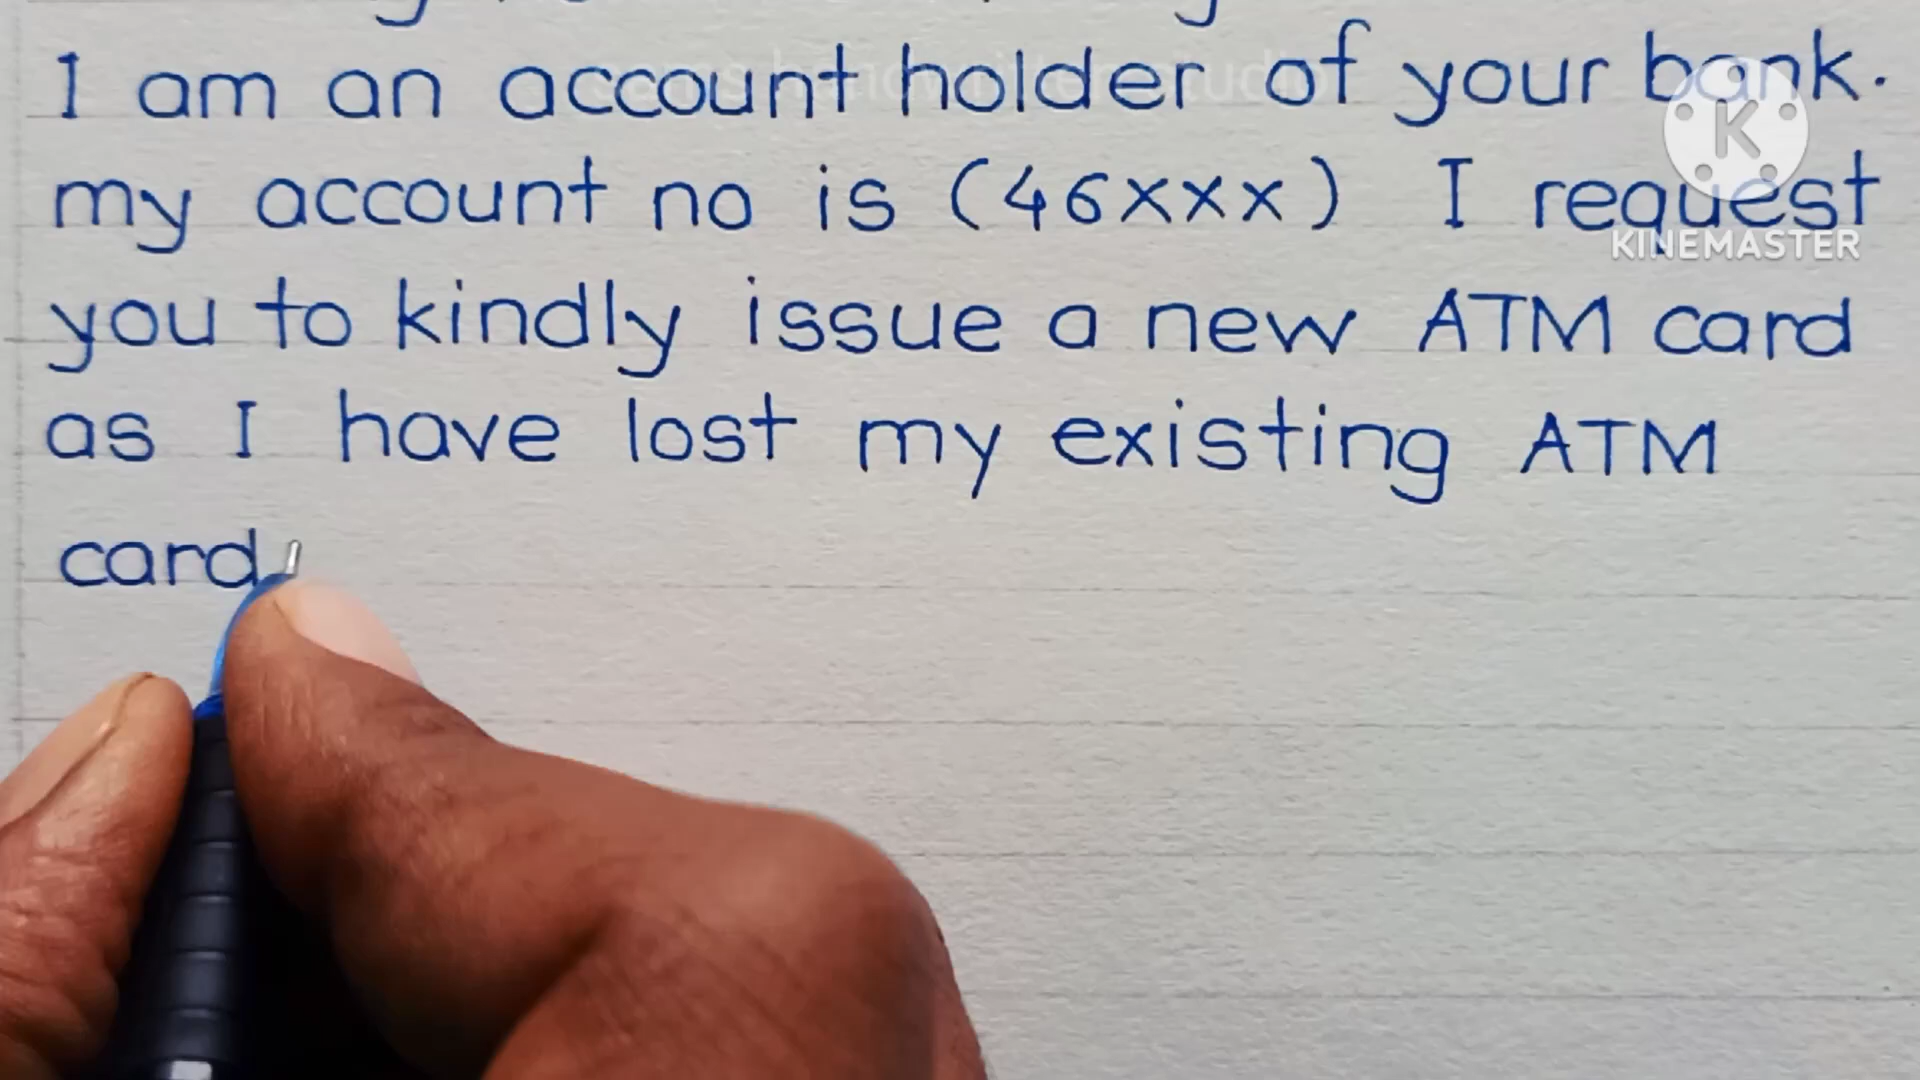 I am an account holder of your bank.
my account no is (46xxx) I request
KINEMASTER
you to kindly issue a new ATM card
as I have lost my existing ATM
card